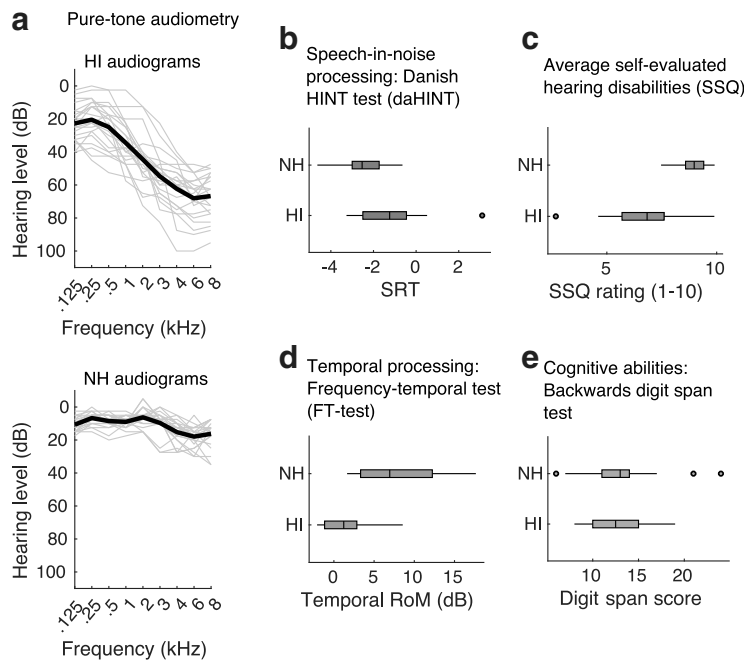 a
Pure-tone audiometry
HI audiograms
0
20
40
60
80
100
Hearing level (dB)
.125
.25
.5
1
2
3
4
6
8
Frequency (kHz)
NH audiograms
0
20
40
60
80
100
Hearing level (dB)
.125
.25
.5
1
2
3
4
6
8
Frequency (kHz)
b
Speech-in-noise
processing: Danish
HINT test (daHINT)
NH
HI
-4 -2 0 2
SRT
c
Average self-evaluated
hearing disabilities (SSQ)
NH
HI
5 10
SSQ rating (1-10)
d
Temporal processing:
Frequency-temporal test
(FT-test)
NH
HI
0 5 10 15
Temporal RoM (dB)
e
Cognitive abilities:
Backwards digit span
test
NH
HI
10 20
Digit span score